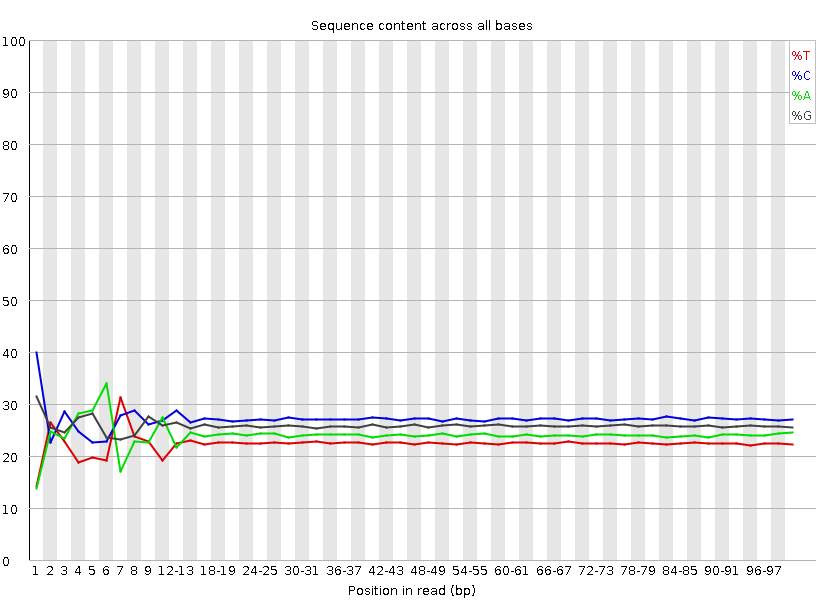 Sequence content across all bases
100
90
80
70
60
50
40
30
20
10
0
%T
%C
%A
%G
1 2 3 4 5 6 7 8 9 12-13 18-19 24-25 30-31 36-37 42-43 48-49 54-55 60-61 66-67 72-73 78-79 84-85 90-91 96-97
Position in read (bp)